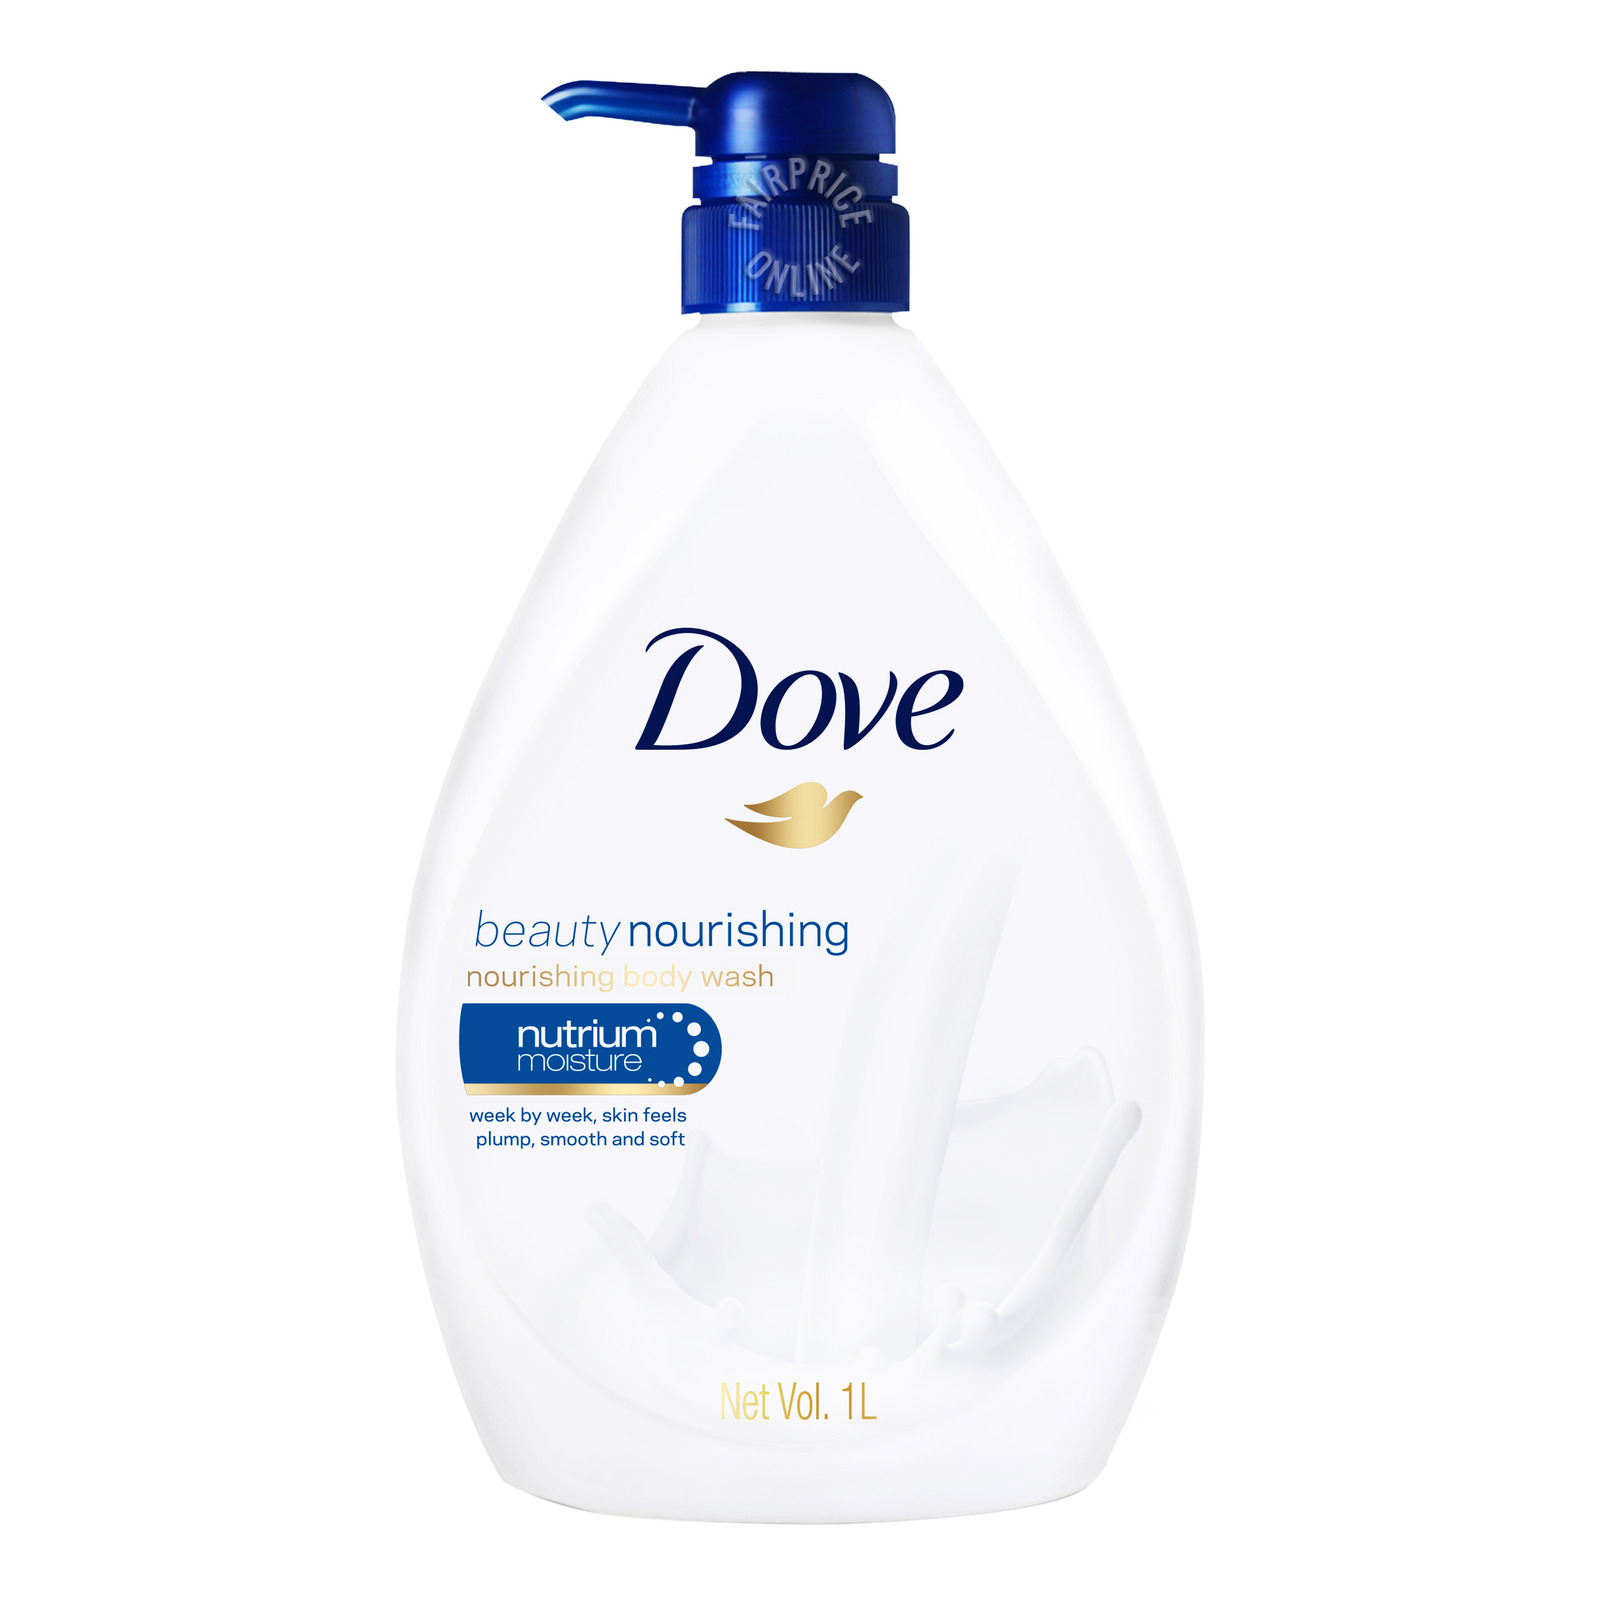 FAIRPRICE
ONLINE
Dove
beauty nourishing
nourishing body wash
nutrium
moisture
week by week, skin feels
plump, smooth and soft
Net Vol. 1L